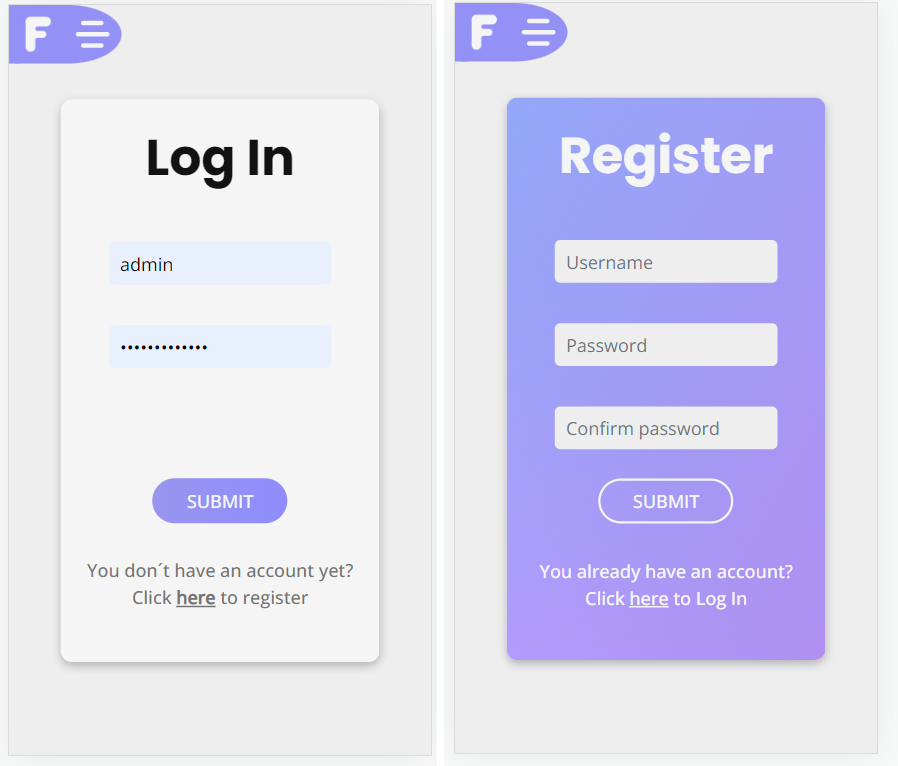 F
Log In
admin
•••••••••••••
SUBMIT
You don´t have an account yet?
Click here to register
F
Register
Username
Password
Confirm password
SUBMIT
You already have an account?
Click here to Log In